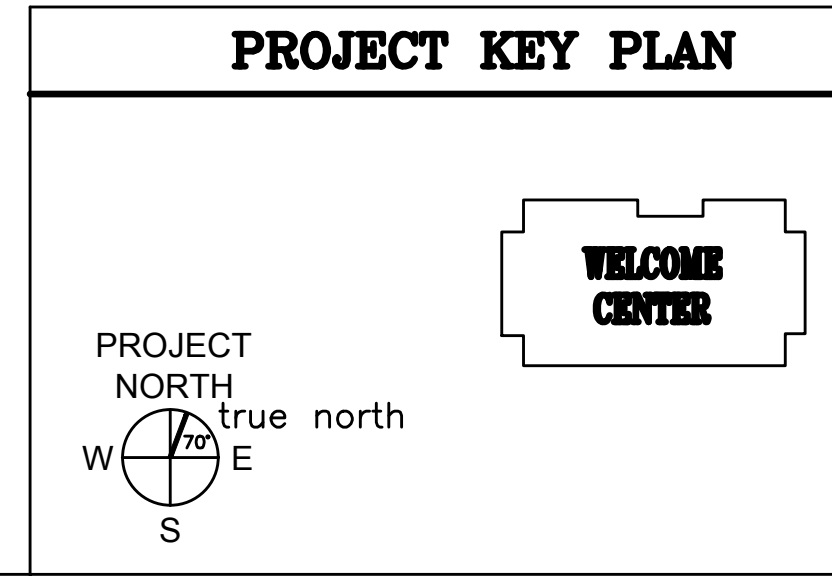 PROJECT KEY PLAN
WELCOME
CENTER
PROJECT
NORTH
true north
70°
W
E
S